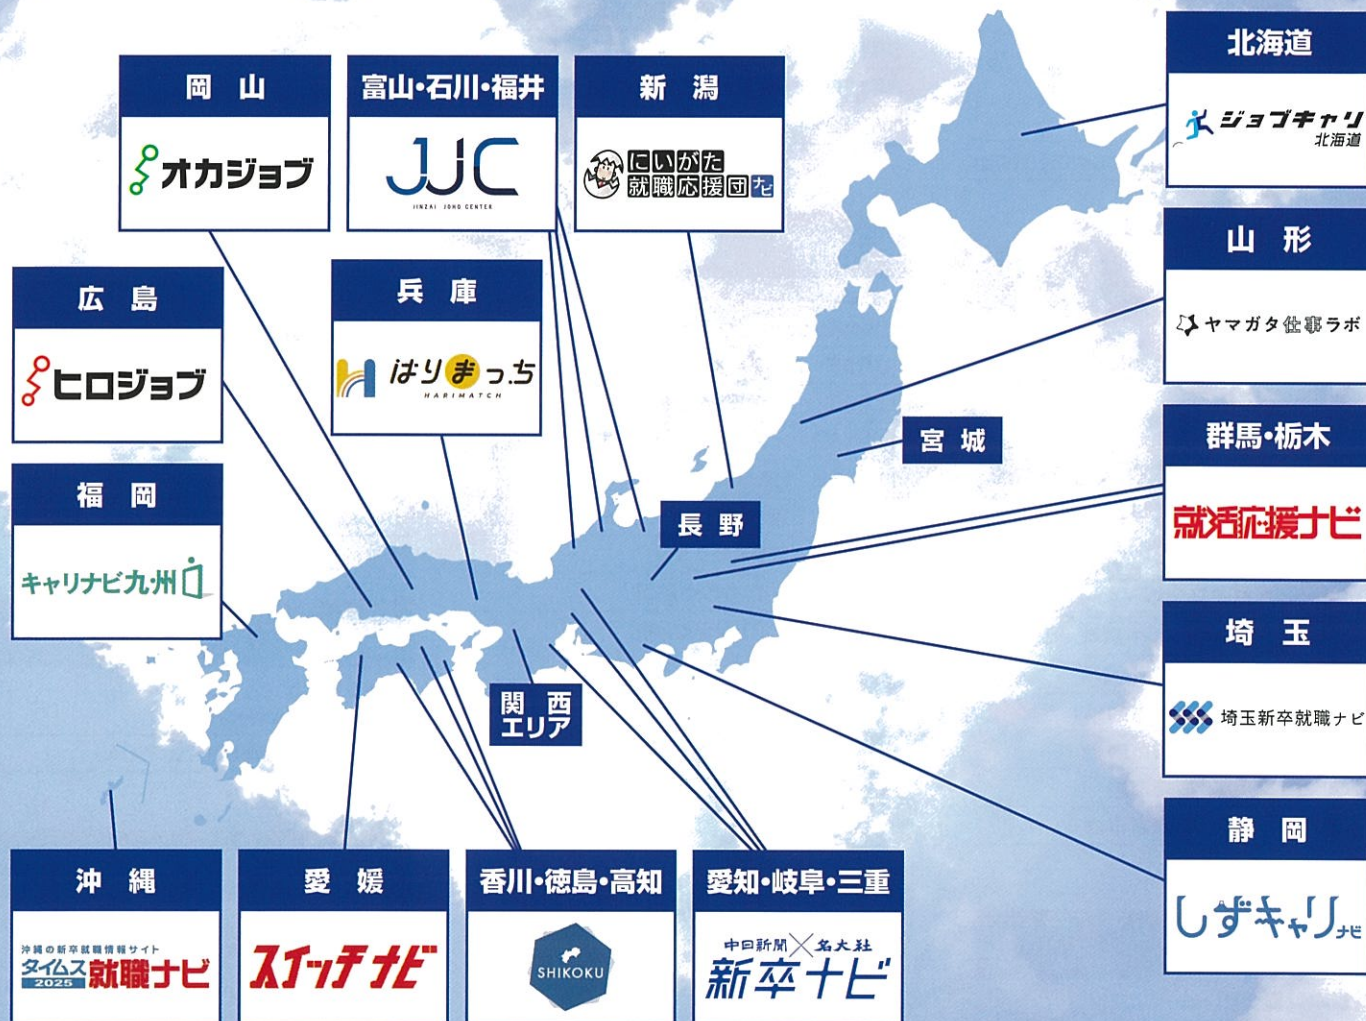 北海道
ジョブキャリ
北海道
岡 山
オカジョブ
富山・石川・福井
JJC
JINZAI JOHO CENTER
新 潟
にいがた
就職応援団ナビ
山 形
ヤマガタ仕事ラボ
広 島
ヒロジョブ
兵 庫
はりまっち
HARIMATCH
宮 城
群馬・栃木
就活応援ナビ
福 岡
キャリナビ九州
長 野
埼 玉
埼玉新卒就職ナビ
関 西
エリア
静 岡
しずキャリナビ
沖 縄
沖縄の新卒就職情報サイト
タイムス
2025
就職ナビ
愛 媛
スイッチナビ
香川・徳島・高知
SHIKOKU
愛知・岐阜・三重
中日新聞×名大社
新卒ナビ